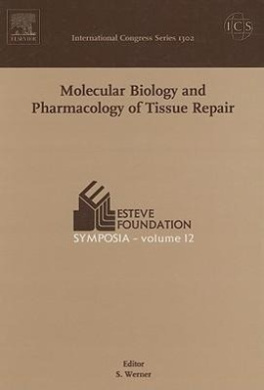 ELSEVIER
International Congress Series 1302
ICS
Molecular Biology and
Pharmacology of Tissue Repair
ESTEVE
FOUNDATION
SYMPOSIA - volume 12
Editor
S. Werner